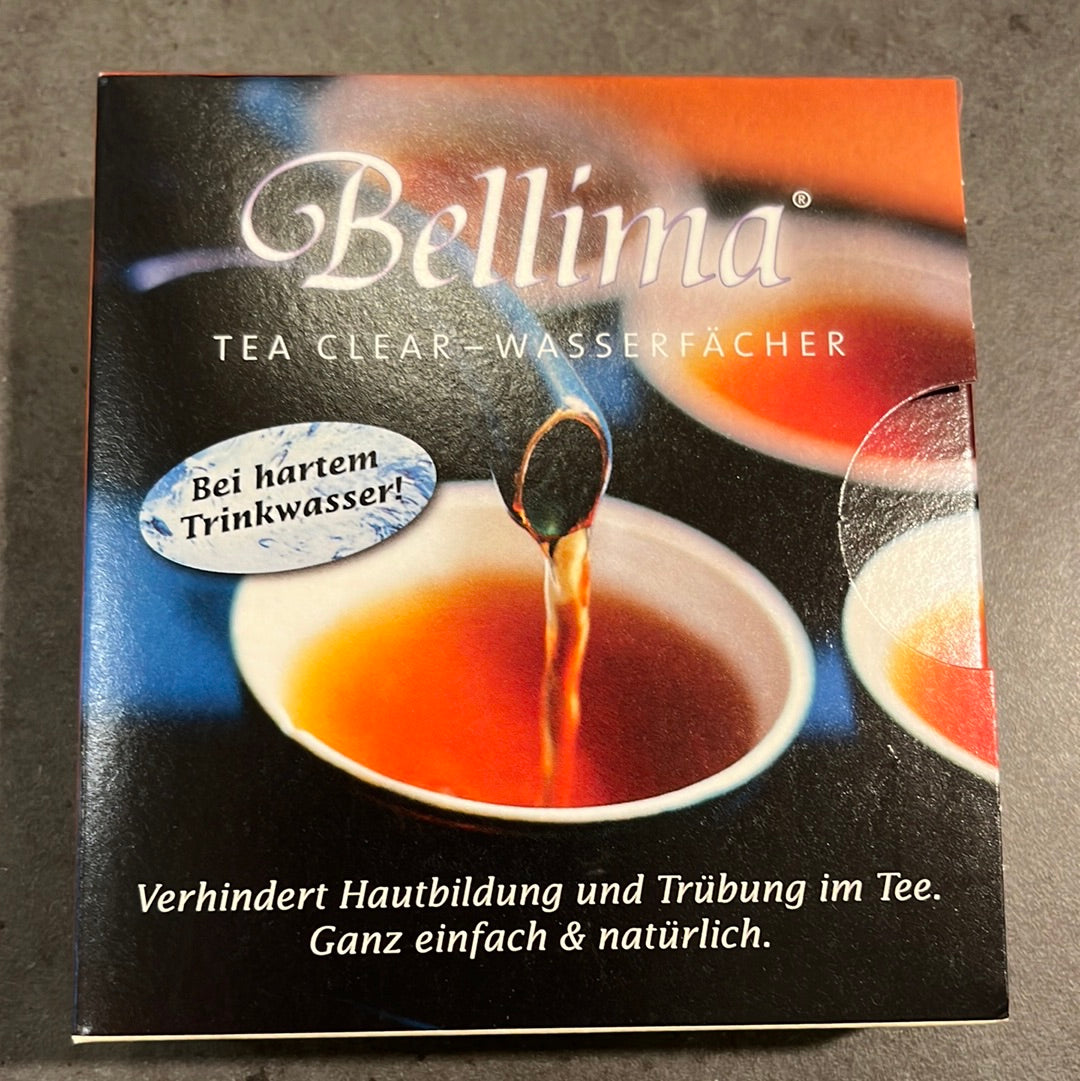 Bellima®
TEA CLEAR–WASSERFÄCHER
Bei hartem
Trinkwasser!
Verhindert Hautbildung und Trübung im Tee.
Ganz einfach & natürlich.